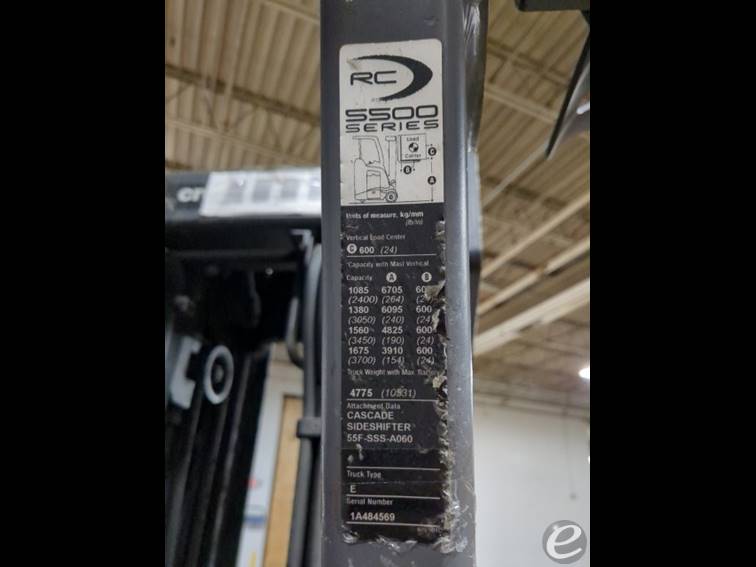 RC
5500
SERIES
Load
Center
G
B
A
Units of measure, kg/mm
(lb/in)
Vertical Load Center
G 600 (24)
*Capacity with Mast Vertical
Capacity A B
1085 6705
(2400) (264)
1380 6095 600
(3050) (240) (24)
1560 4825 600
(3450) (190) (24)
1675 3910 600
(3700) (154) (24)
Truck Weight with Max.
4775 (10531)
Attachment Data
CASCADE
SIDESHIFTER
55F-SSS-A060
Truck Type
E
Serial Number
1A484569
e